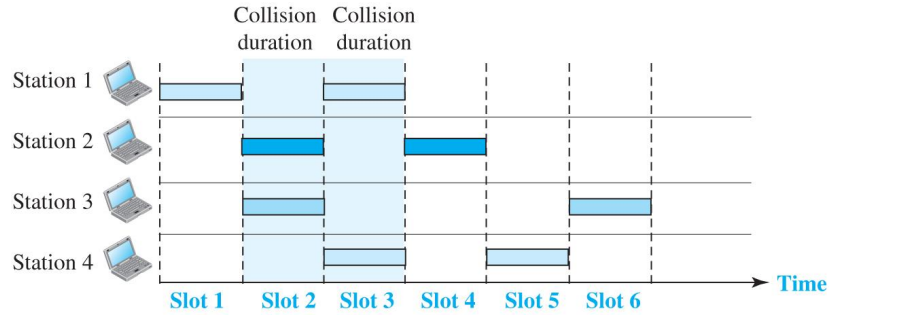 Collision Collision
duration duration
Station 1
Station 2
Station 3
Station 4
Time
Slot 1 Slot 2 Slot 3 Slot 4 Slot 5 Slot 6